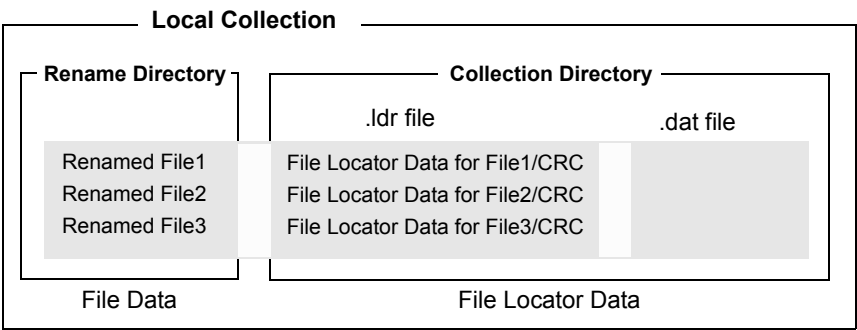 Local Collection
Rename Directory
Collection Directory
.ldr file
.dat file
Renamed File1
File Locator Data for File1/CRC
Renamed File2
File Locator Data for File2/CRC
Renamed File3
File Locator Data for File3/CRC
File Data
File Locator Data